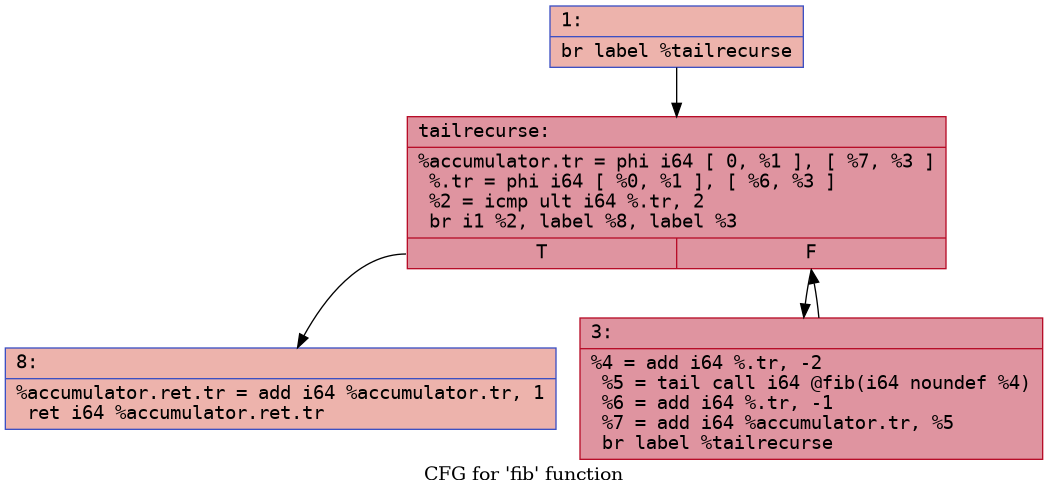 1:
br label %tailrecurse
tailrecurse:
%accumulator.tr = phi i64 [ 0, %1 ], [ %7, %3 ]
%.tr = phi i64 [ %0, %1 ], [ %6, %3 ]
%2 = icmp ult i64 %.tr, 2
br i1 %2, label %8, label %3
T
F
8:
%accumulator.ret.tr = add i64 %accumulator.tr, 1
ret i64 %accumulator.ret.tr
3:
%4 = add i64 %.tr, -2
%5 = tail call i64 @fib(i64 noundef %4)
%6 = add i64 %.tr, -1
%7 = add i64 %accumulator.tr, %5
br label %tailrecurse
CFG for 'fib' function